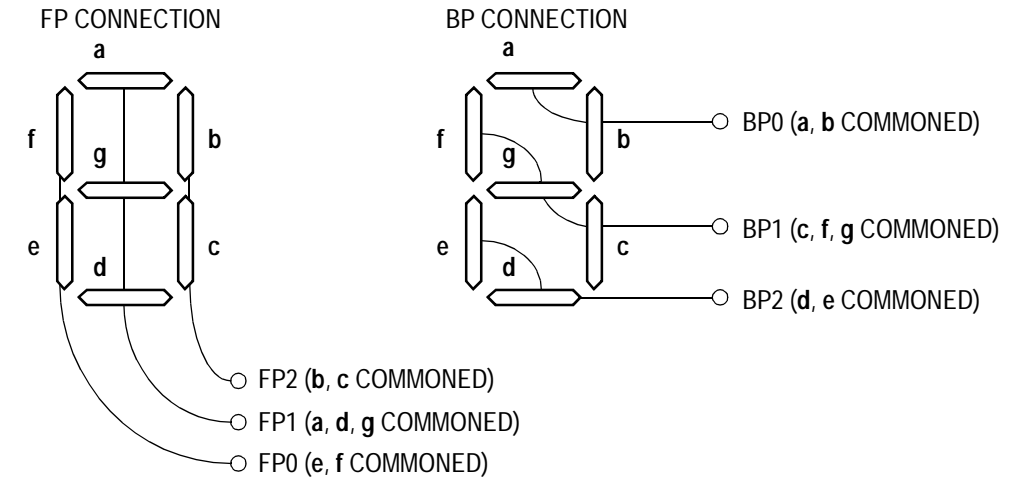 FP CONNECTION
a
f
b
g
e
c
d
FP2 (b, c COMMONED)
FP1 (a, d, g COMMONED)
FP0 (e, f COMMONED)
BP CONNECTION
a
f
b
g
e
c
d
BP0 (a, b COMMONED)
BP1 (c, f, g COMMONED)
BP2 (d, e COMMONED)